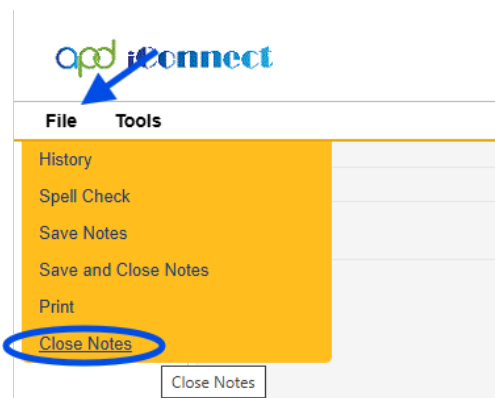 apd iConnect
File Tools
History
Spell Check
Save Notes
Save and Close Notes
Print
Close Notes
Close Notes